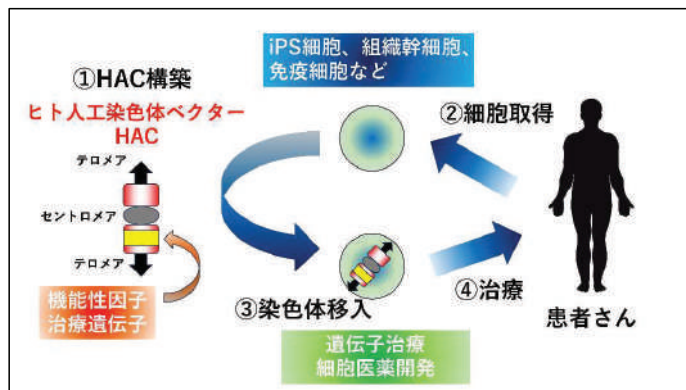 iPS細胞、組織幹細胞、
免疫細胞など
①HAC構築
ヒト人工染色体ベクター
HAC
テロメア
セントロメア
テロメア
機能性因子
治療遺伝子
②細胞取得
③染色体移入
④治療
患者さん
遺伝子治療
細胞医薬開発